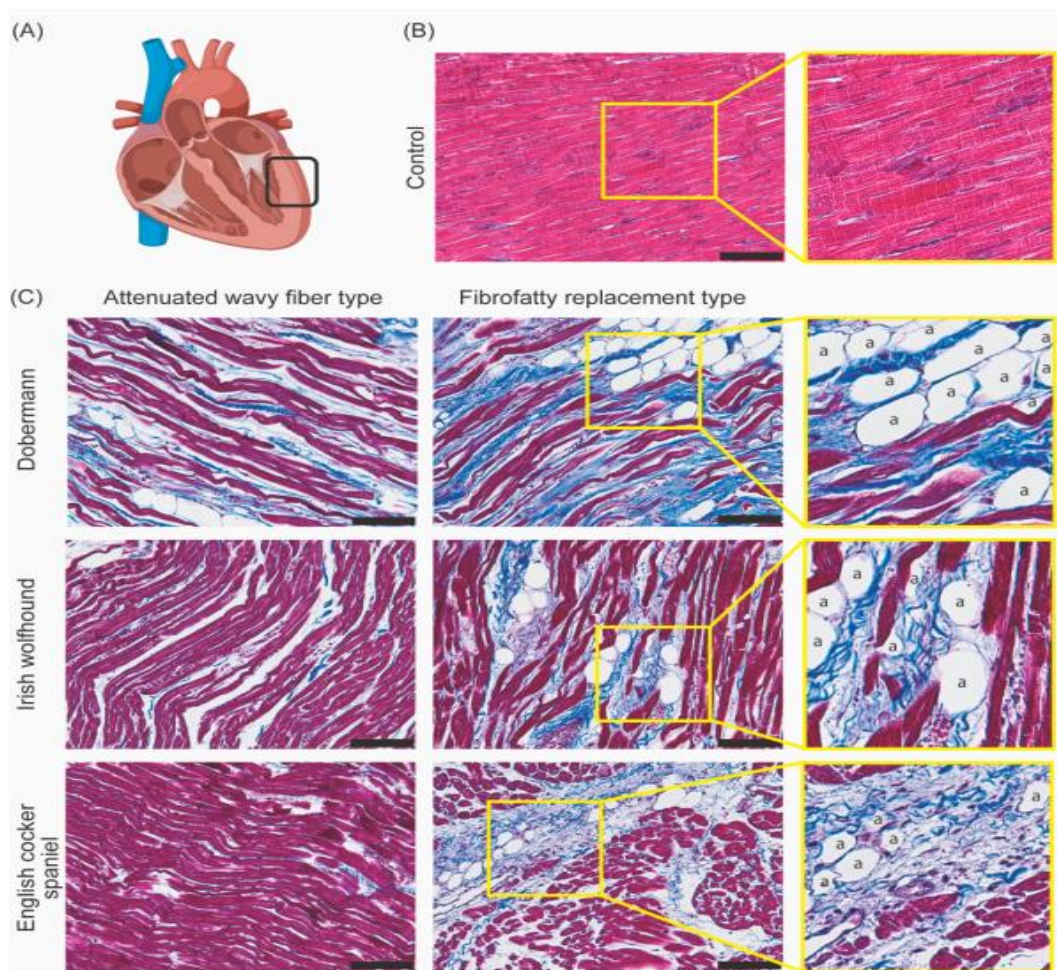 (A)
(B)
Control
(C)
Attenuated wavy fiber type
Fibrofatty replacement type
Dobermann
a
a
a
a
a
a
a
a
a
a
a
a
Irish wolfhound
a
a
a
a
a
a
a
English cocker
spaniel
a
a
a
a
a
a
a